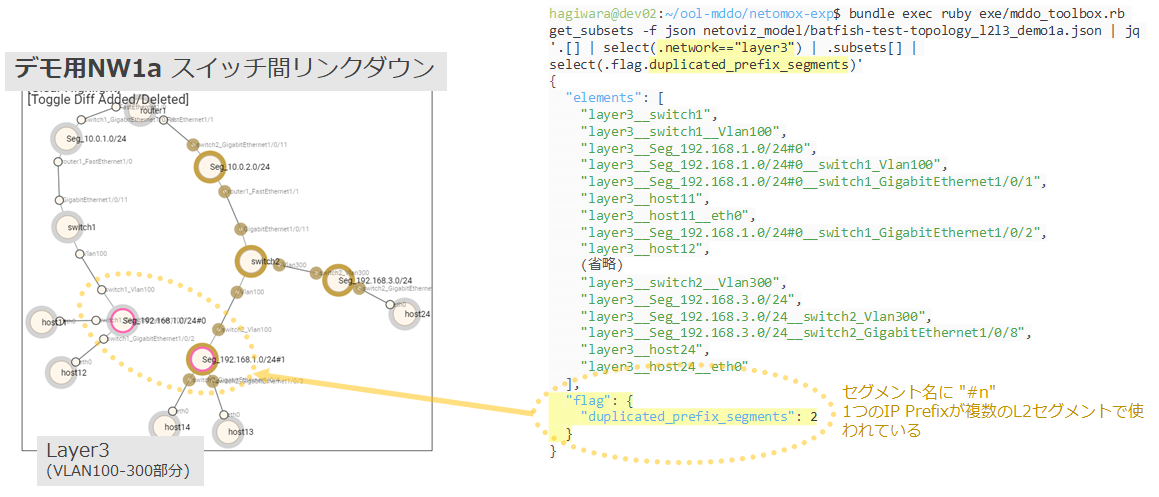 デモ用NW1a スイッチ間リンクダウン
[Toggle Diff Added/Deleted]
router1
switch2_GigabitEthernet0/11
Seg_10.0.1.0/24
router1_FastEthernet1/0
Seg_10.0.2.0/24
router1_FastEthernet1/1
GigabitEthernet1/0/11
GigabitEthernet1/0/11
switch1
Vlan100
switch2
Vlan300
switch2_Vlan300
Seg_192.168.3.0/24
switch2_GigabitEthernet1/0/8
eth0
host24
switch1_Vlan100
Vlan100
host11
Seg_192.168.1.0/24#0
switch2_Vlan100
switch1_GigabitEthernet1/0/2
eth0
host12
Seg_192.168.1.0/24#1
eth0
eth0
host14
host13
Layer3
(VLAN100-300部分)
hagiwara@dev02:~/ool-mddo/netomox-exp$ bundle exec ruby exe/mddo_toolbox.rb
get_subsets -f json netoviz_model/batfish-test-topology_l2l3_demo1a.json | jq
'.[] | select(.network=="layer3") | .subsets[] |
select(.flag.duplicated_prefix_segments)'
{
"elements": [
"layer3__switch1",
"layer3__switch1__Vlan100",
"layer3__Seg_192.168.1.0/24#0",
"layer3__Seg_192.168.1.0/24#0__switch1_Vlan100",
"layer3__Seg_192.168.1.0/24#0__switch1_GigabitEthernet1/0/1",
"layer3__host11",
"layer3__host11__eth0",
"layer3__Seg_192.168.1.0/24#0__switch1_GigabitEthernet1/0/2",
"layer3__host12",
(省略)
"layer3__switch2__Vlan300",
"layer3__Seg_192.168.3.0/24",
"layer3__Seg_192.168.3.0/24__switch2_Vlan300",
"layer3__Seg_192.168.3.0/24__switch2_GigabitEthernet1/0/8",
"layer3__host24",
"layer3__host24__eth0
],
"flag": {
"duplicated_prefix_segments": 2
}
}
セグメント名に "#n"
1つのIP Prefixが複数のL2セグメントで使
われている